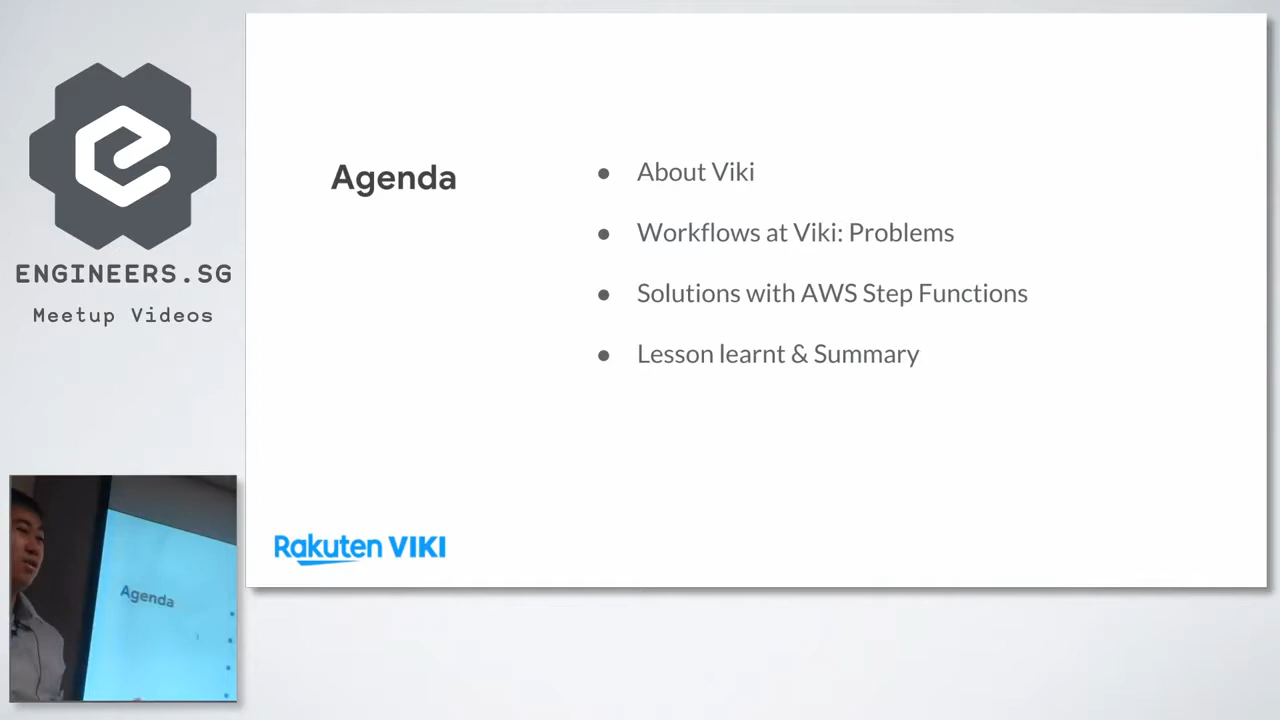 ENGINEERS.SG
Meetup Videos
Agenda
● About Viki
● Workflows at Viki: Problems
● Solutions with AWS Step Functions
● Lesson learnt & Summary
Rakuten VIKI
Agenda